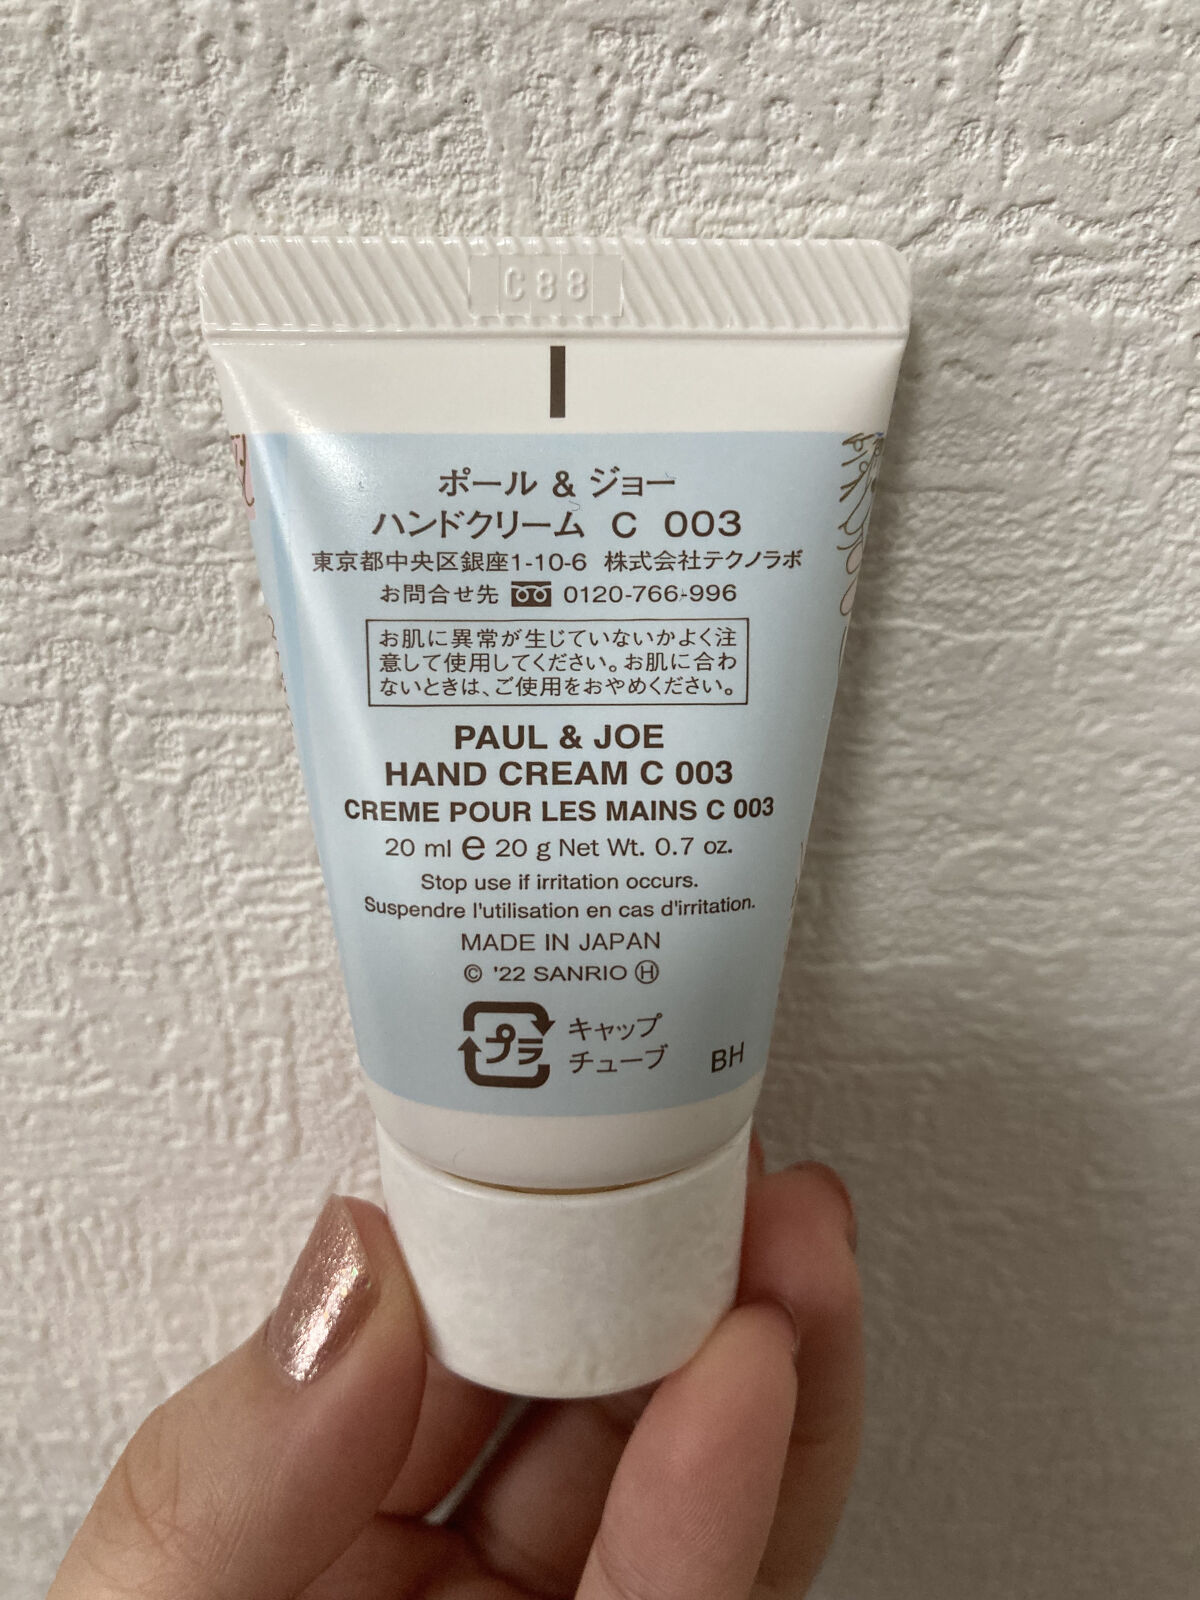 C88
ポール & ジョー
ハンドクリーム C 003
東京都中央区銀座1-10-6 株式会社テクノラボ
お問合せ先 0120-766-996
お肌に異常が生じていないかよく注
意して使用してください。お肌に合わ
ないときは、ご使用をおやめください。
PAUL & JOE
HAND CREAM C 003
CREME POUR LES MAINS C 003
20 ml e 20 g Net Wt. 0.7 oz.
Stop use if irritation occurs.
Suspendre l'utilisation en cas d'irritation.
MADE IN JAPAN
© '22 SANRIO Ⓗ
プラ キャップ
チューブ
BH